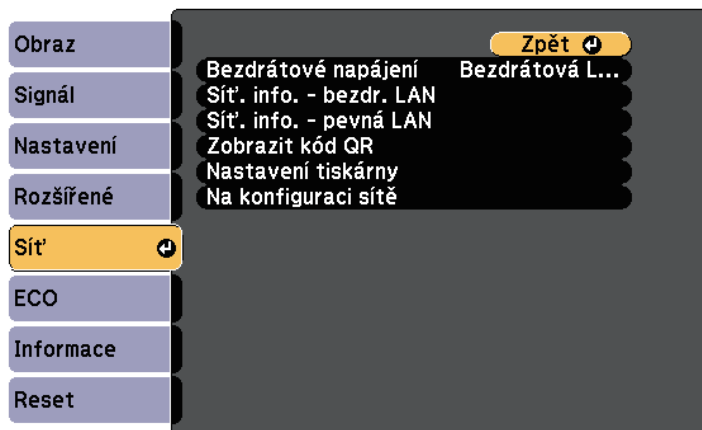 Obraz
Signál
Nastavení
Rozšířené
Síť
ECO
Informace
Reset
Zpět
Bezdrátové napájení Bezdrátová L...
Síť. info. - bezdr. LAN
Síť. info. - pevná LAN
Zobrazit kód QR
Nastavení tiskárny
Na konfiguraci sítě